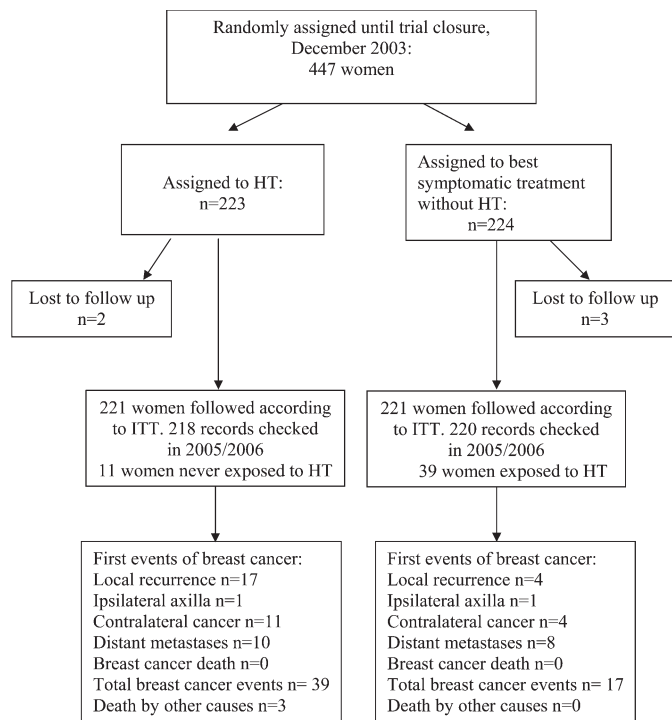 Randomly assigned until trial closure,
December 2003:
447 women
Assigned to HT:
n=223
Assigned to best
symptomatic treatment
without HT:
n=224
Lost to follow up
n=2
Lost to follow up
n=3
221 women followed according
to ITT. 218 records checked
in 2005/2006
11 women never exposed to HT
221 women followed according
to ITT. 220 records checked
in 2005/2006
39 women exposed to HT
First events of breast cancer:
Local recurrence n=17
Ipsilateral axilla n=1
Contralateral cancer n=11
Distant metastases n=10
Breast cancer death n=0
Total breast cancer events n= 39
Death by other causes n=3
First events of breast cancer:
Local recurrence n=4
Ipsilateral axilla n=1
Contralateral cancer n=4
Distant metastases n=8
Breast cancer death n=0
Total breast cancer events n= 17
Death by other causes n=0